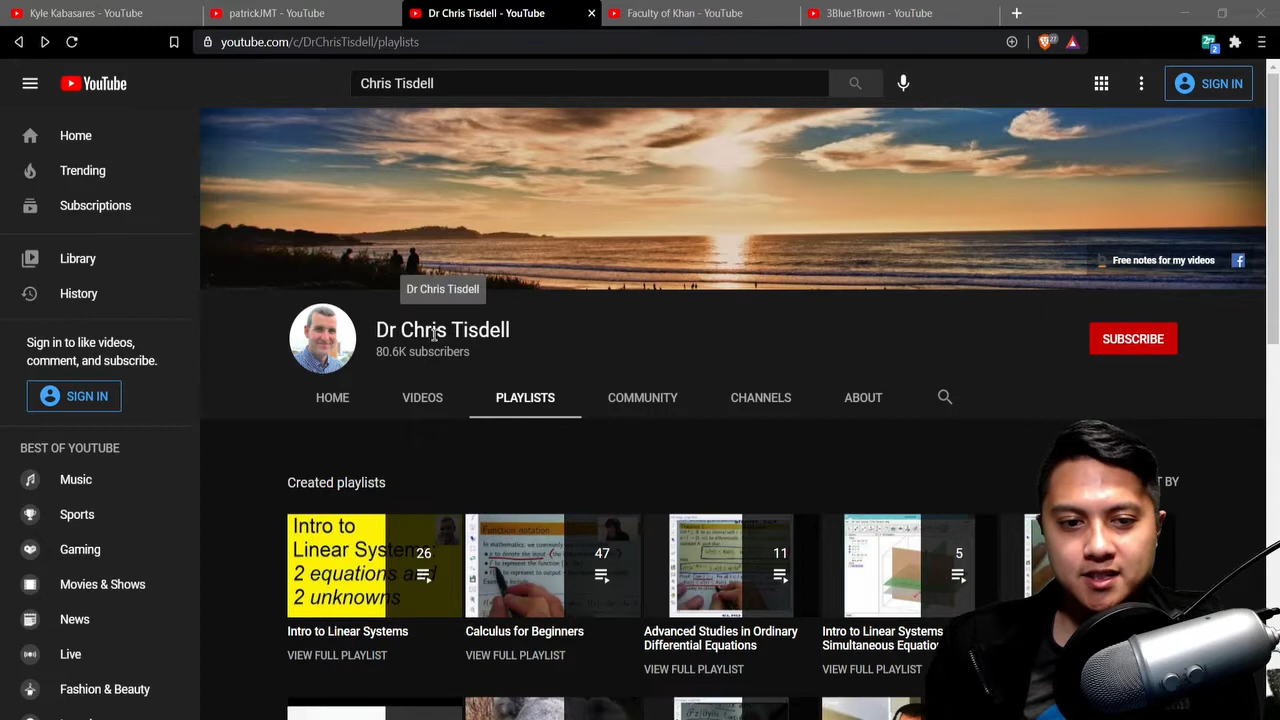 Kyle Kabasares - YouTube
patrickJMT - YouTube
Dr Chris Tisdell - YouTube
Faculty of Khan - YouTube
3Blue1Brown - YouTube
youtube.com/c/DrChrisTisdell/playlists
27
2
YouTube
Chris Tisdell
SIGN IN
Home
Trending
Subscriptions
Library
History
Sign in to like videos,
comment, and subscribe.
SIGN IN
BEST OF YOUTUBE
Music
Sports
Gaming
Movies & Shows
News
Live
Fashion & Beauty
Free notes for my videos
Dr Chris Tisdell
Dr Chris Tisdell
80.6K subscribers
SUBSCRIBE
HOME
VIDEOS
PLAYLISTS
COMMUNITY
CHANNELS
ABOUT
Created playlists
T BY
Intro to
Linear System
2 equations a
2 unknowns
26
Intro to Linear Systems
VIEW FULL PLAYLIST
Function notation
47
Calculus for Beginners
VIEW FULL PLAYLIST
11
Advanced Studies in Ordinary
Differential Equations
VIEW FULL PLAYLIST
5
Intro to Linear Systems
Simultaneous Equatio
VIEW FULL PLAYLIST